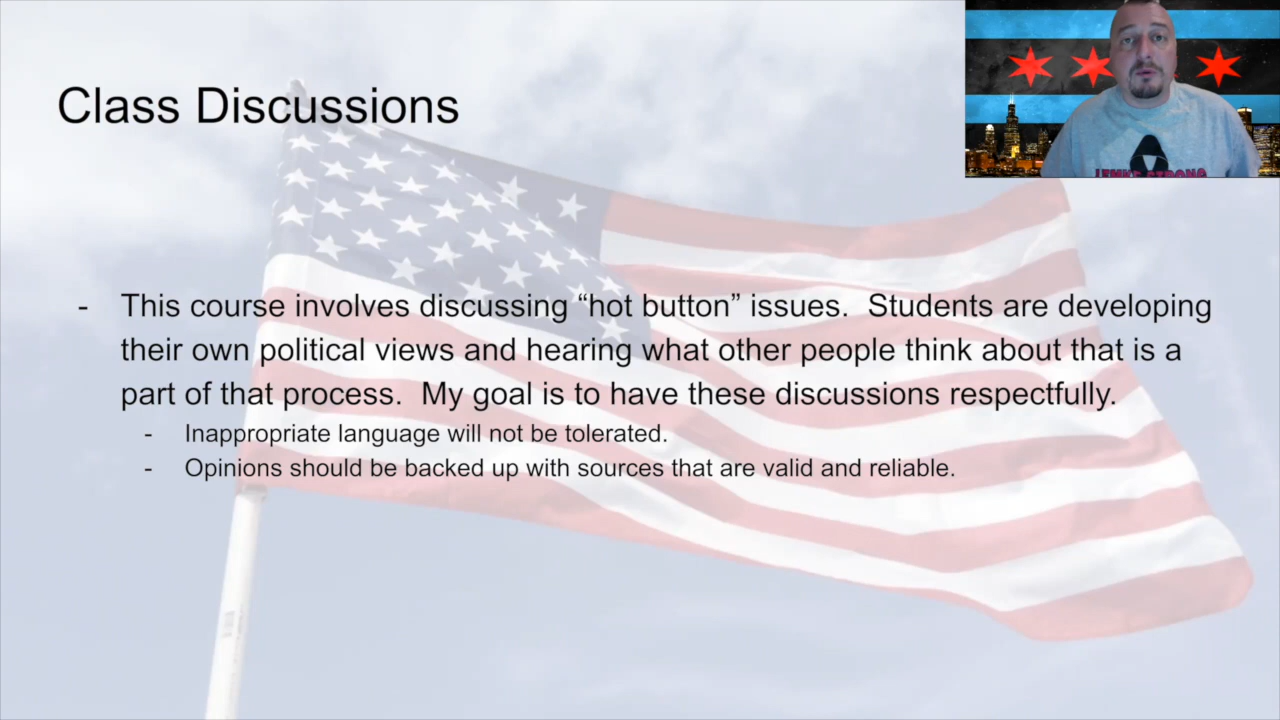 Class Discussions
- This course involves discussing “hot button” issues. Students are developing
their own political views and hearing what other people think about that is a
part of that process. My goal is to have these discussions respectfully.
- Inappropriate language will not be tolerated.
- Opinions should be backed up with sources that are valid and reliable.
STRONG